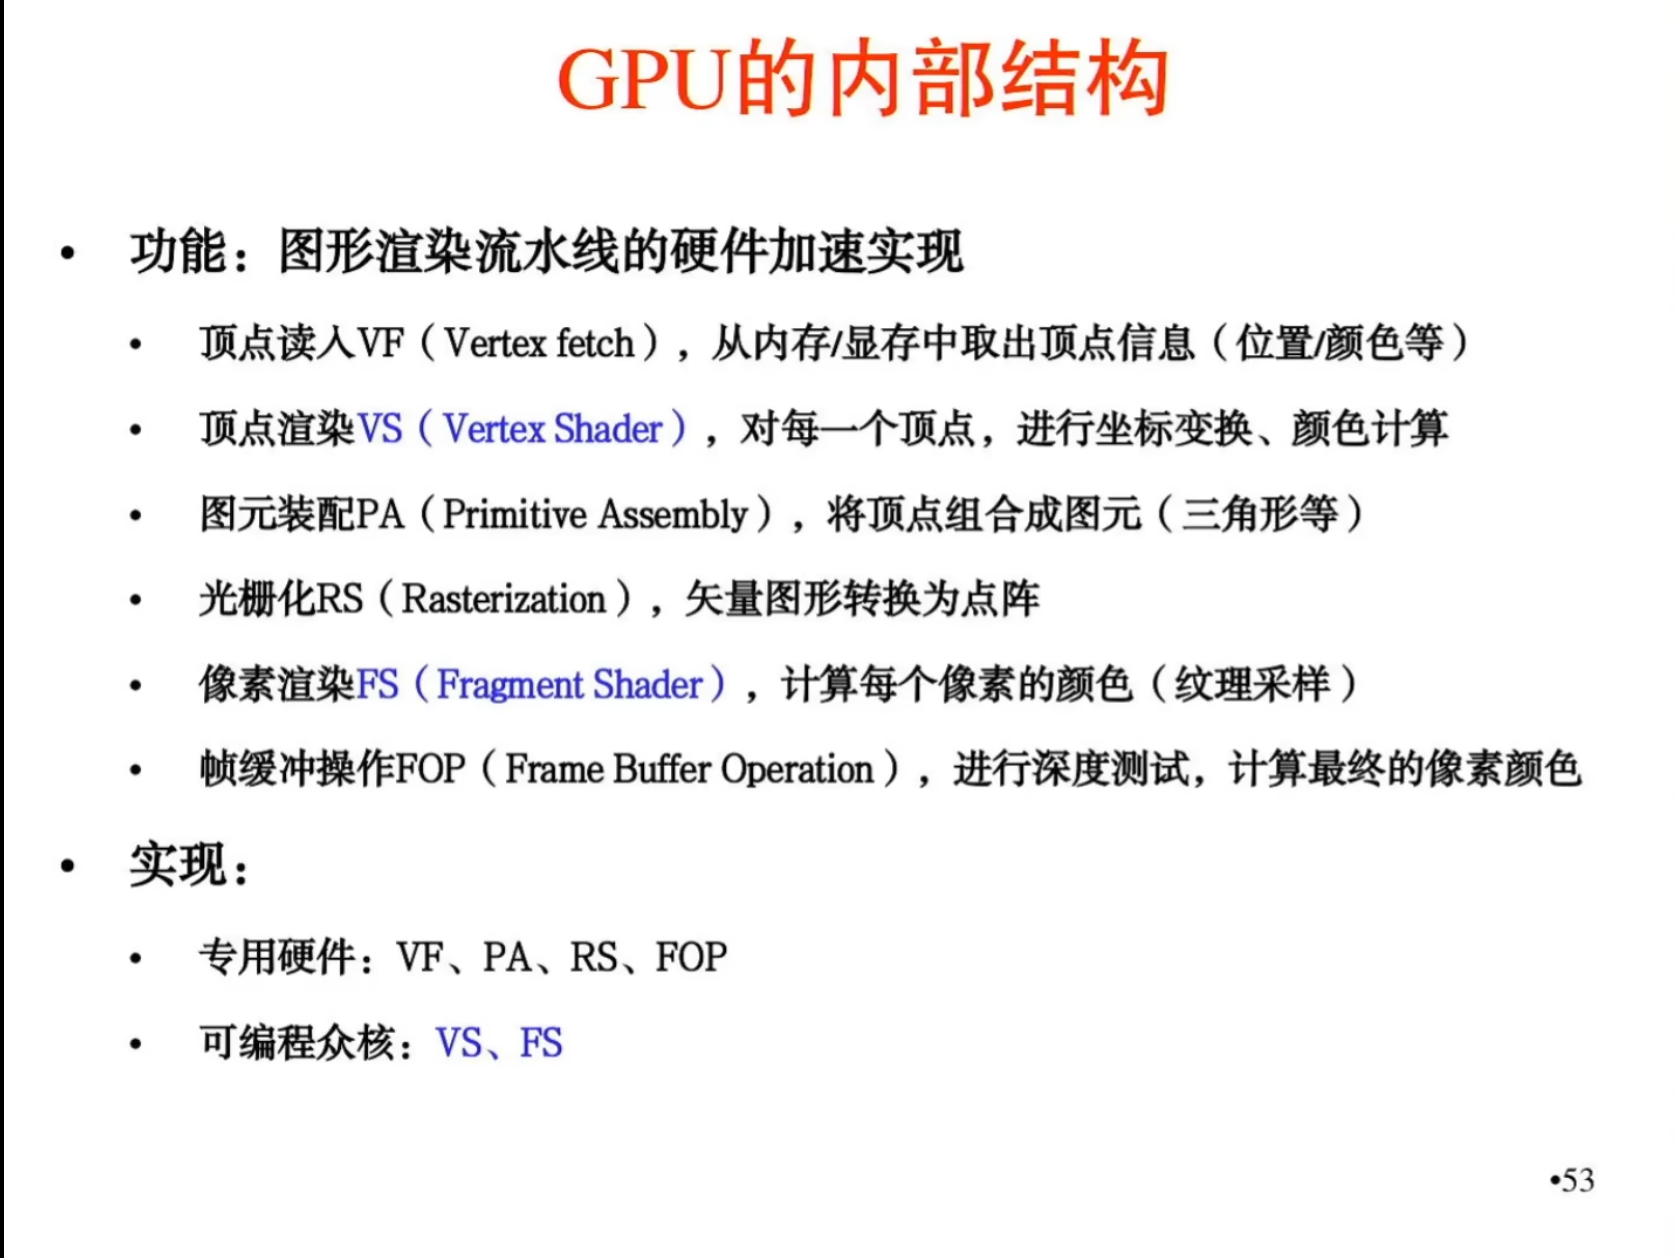 GPU的内部结构
• 功能：图形渲染流水线的硬件加速实现
• 顶点读入VF（Vertex fetch），从内存/显存中取出顶点信息（位置/颜色等）
• 顶点渲染VS（Vertex Shader），对每一个顶点，进行坐标变换、颜色计算
• 图元装配PA（Primitive Assembly），将顶点组合成图元（三角形等）
• 光栅化RS（Rasterization），矢量图形转换为点阵
• 像素渲染FS（Fragment Shader），计算每个像素的颜色（纹理采样）
• 帧缓冲操作FOP（Frame Buffer Operation），进行深度测试，计算最终的像素颜色
• 实现：
• 专用硬件：VF、PA、RS、FOP
• 可编程众核：VS、FS
•53